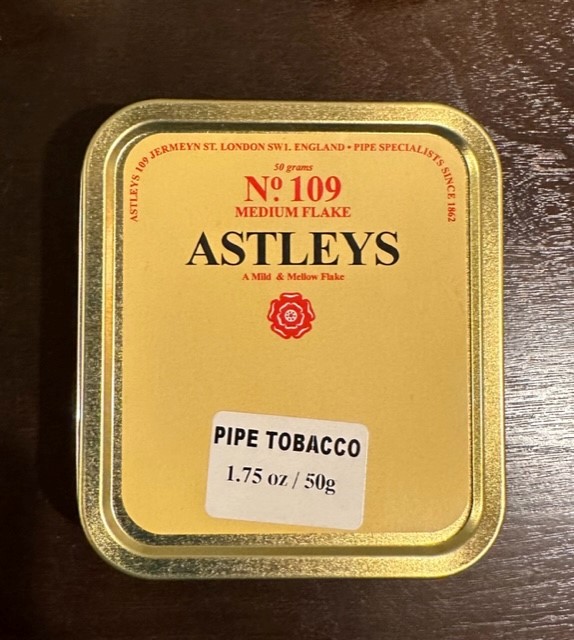 ASTLEYS 109 JERMEYN ST. LONDON SW1. ENGLAND • PIPE SPECIALISTS SINCE 1862
50 grams
Nº 109
MEDIUM FLAKE
ASTLEYS
A Mild & Mellow Flake
PIPE TOBACCO
1.75 oz / 50g